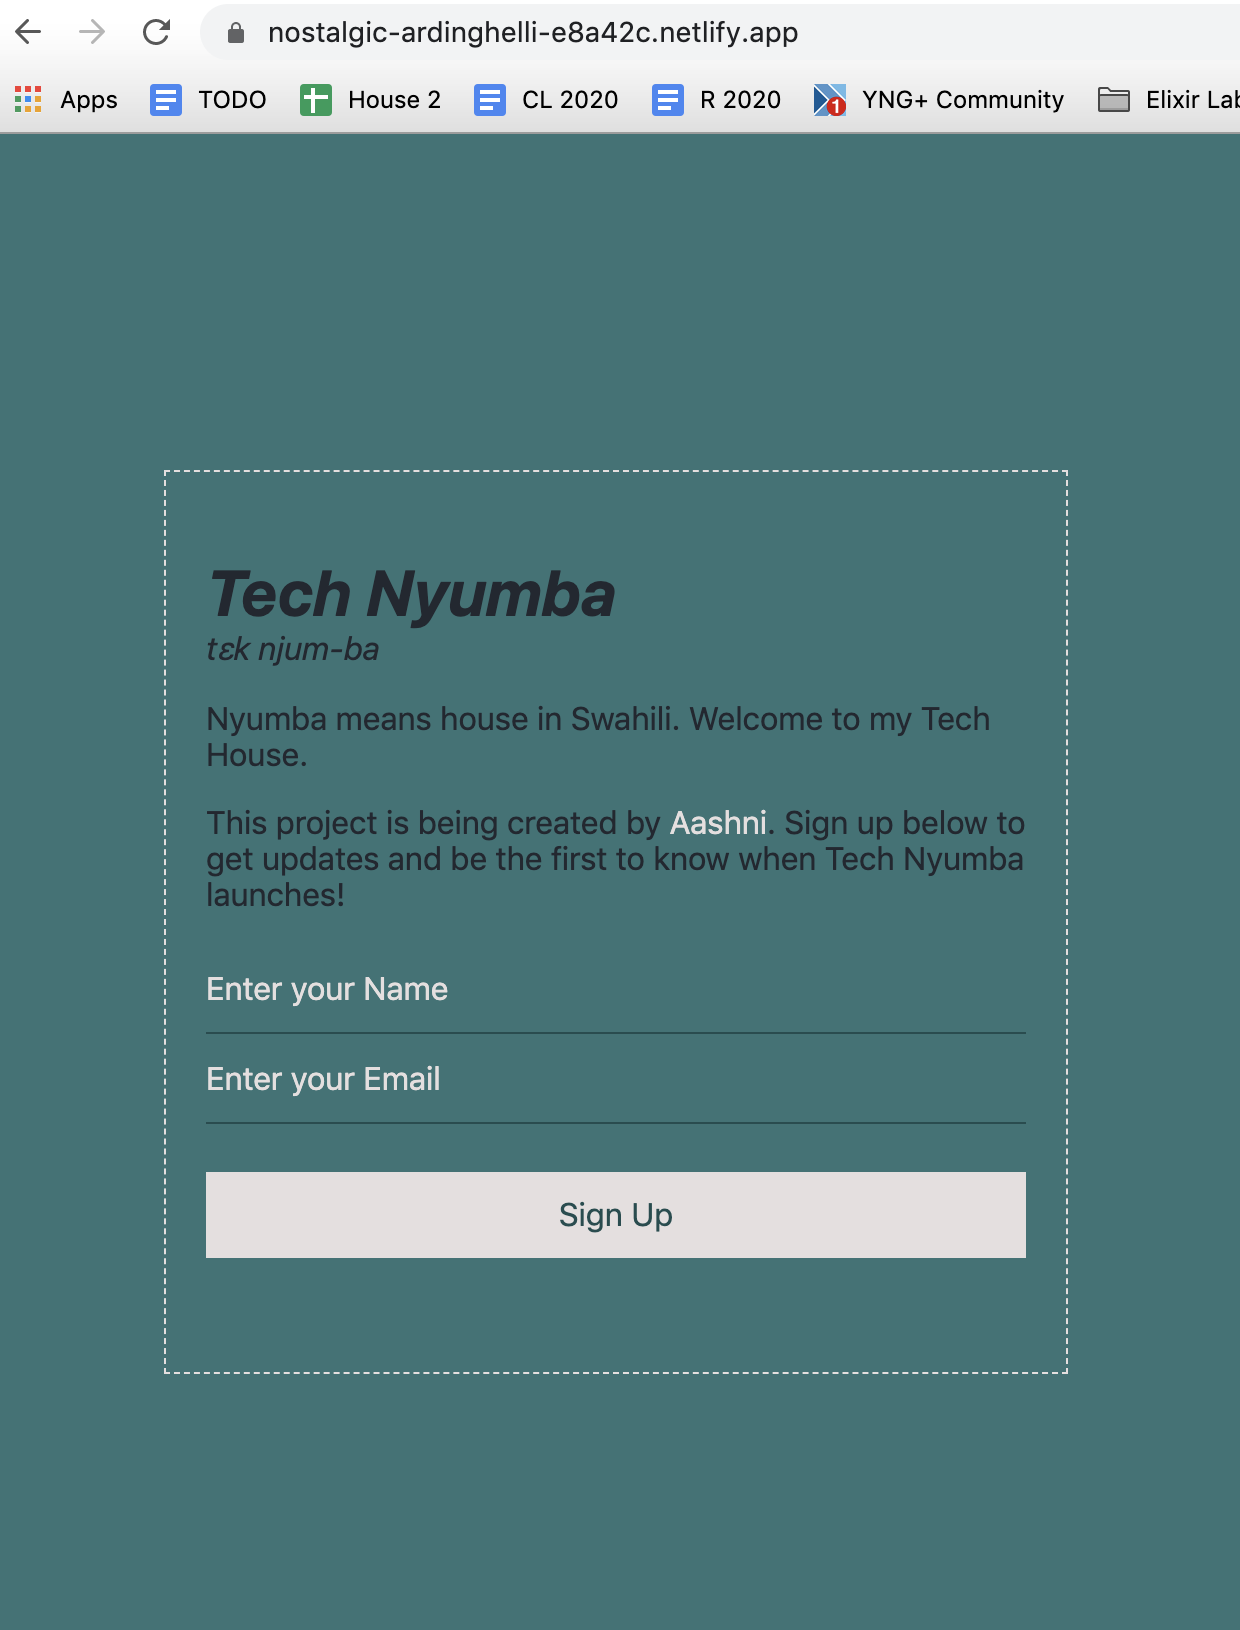 nostalgic-ardinghelli-e8a42c.netlify.app
Apps TODO House 2 CL 2020 R 2020 1 YNG+ Community Elixir Lab
Tech Nyumba
tɛk njum-ba
Nyumba means house in Swahili. Welcome to my Tech
House.
This project is being created by Aashni. Sign up below to
get updates and be the first to know when Tech Nyumba
launches!
Enter your Name
Enter your Email
Sign Up